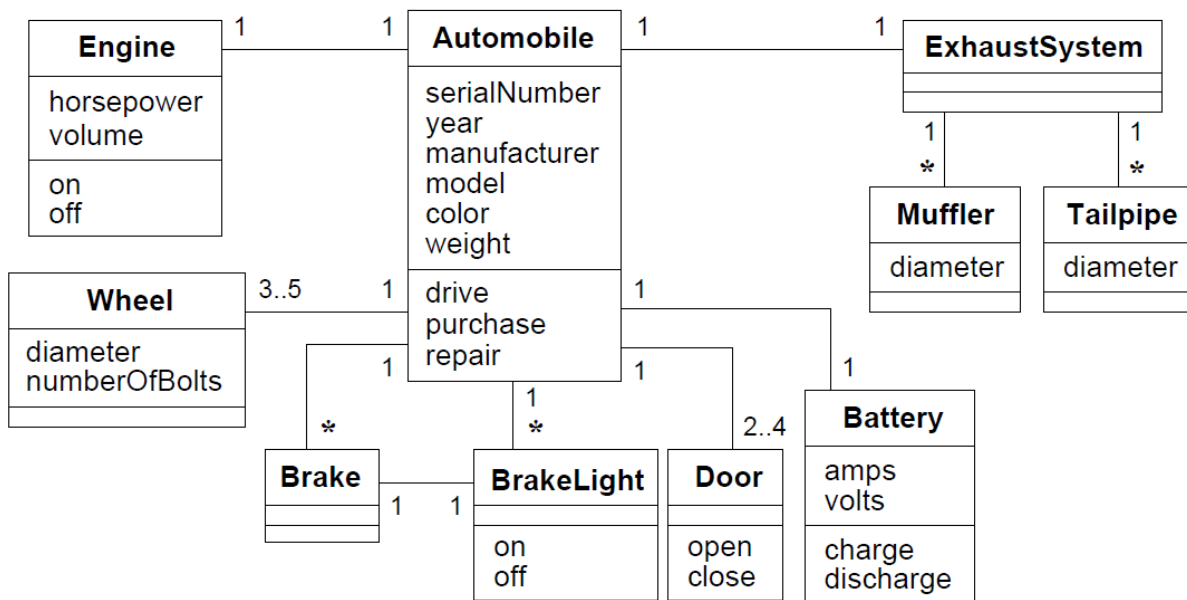 Engine
horsepower
volume
on
off
1
1
Automobile
serialNumber
year
manufacturer
model
color
weight
drive
purchase
repair
1
1
ExhaustSystem
1
*
1
*
Muffler
diameter
Tailpipe
diameter
Wheel
diameter
numberOfBolts
3..5
1
1
*
Brake
1
1
1
*
BrakeLight
on
off
1
2..4
Door
open
close
1
1
Battery
amps
volts
charge
discharge